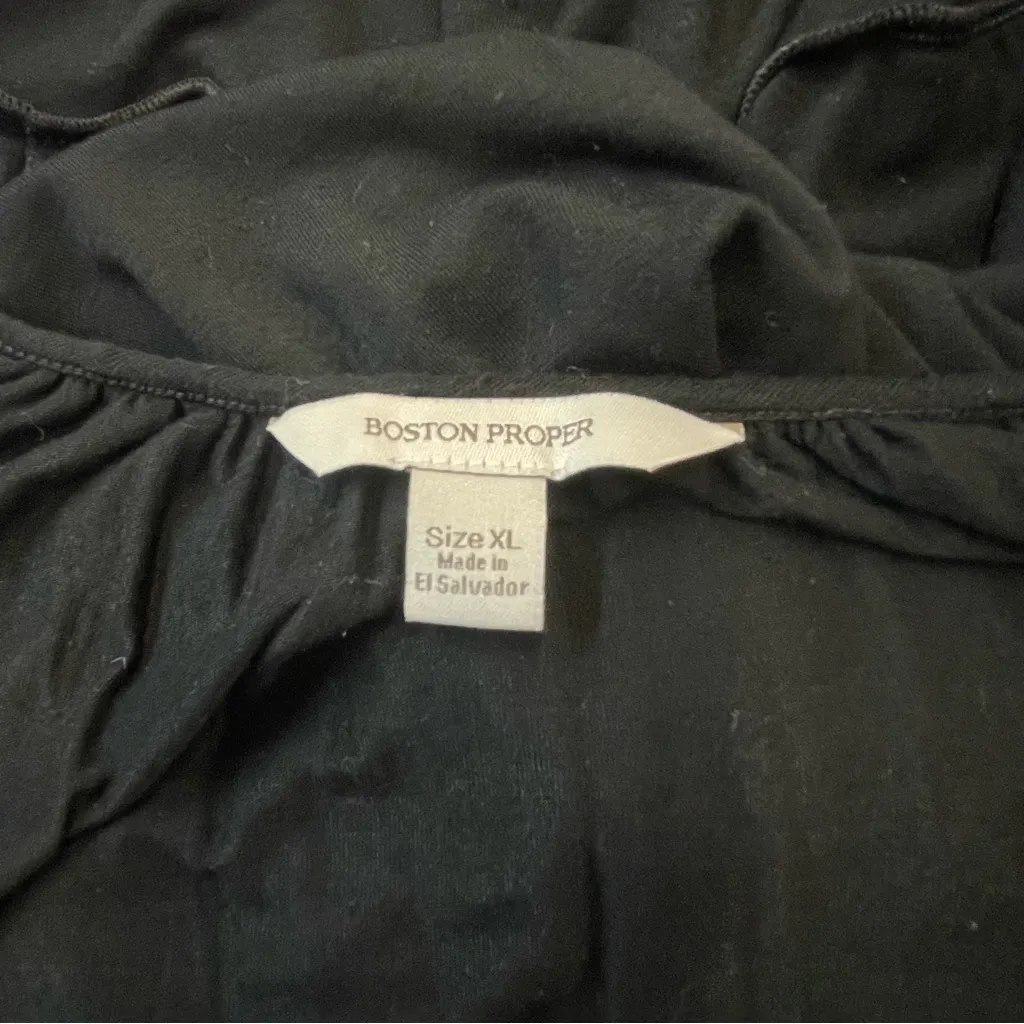 BOSTON PROPER
Size XL
Made in
El Salvador